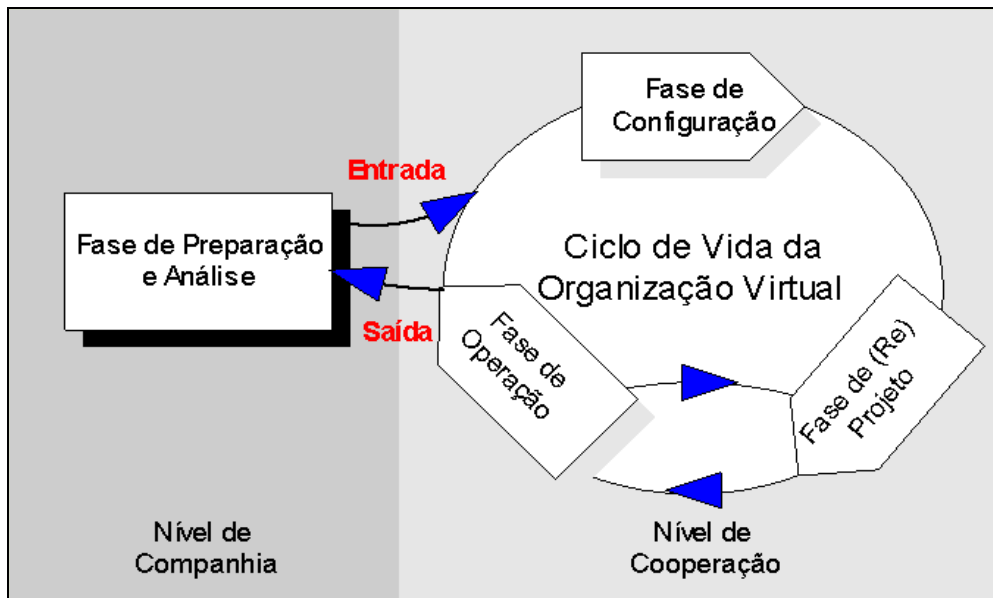 Fase de
Configuração
Entrada
Fase de Preparação
e Análise
Ciclo de Vida da
Organização Virtual
Saída
Fase de
Operação
Fase de (Re)
Projeto
Nível de
Companhia
Nível de
Cooperação